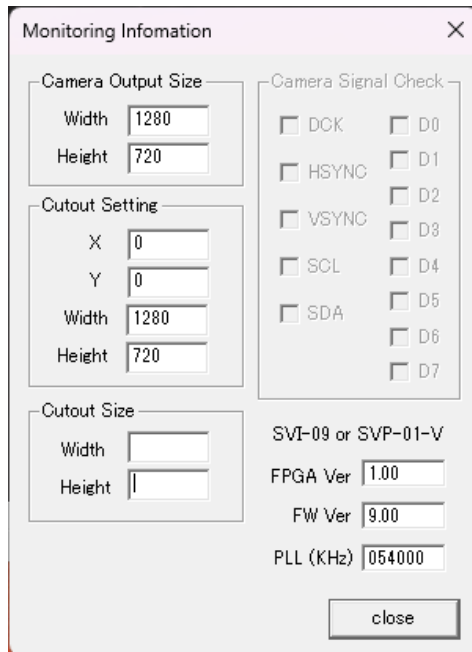 Monitoring Infomation
Camera Output Size
Width 1280
Height 720
Cutout Setting
X 0
Y 0
Width 1280
Height 720
Cutout Size
Width
Height
Camera Signal Check
DCK D0
D1
HSYNC
D2
VSYNC
D3
SCL D4
SDA D5
D6
D7
SVI-09 or SVP-01-V
FPGA Ver 1.00
FW Ver 9.00
PLL (KHz) 054000
close